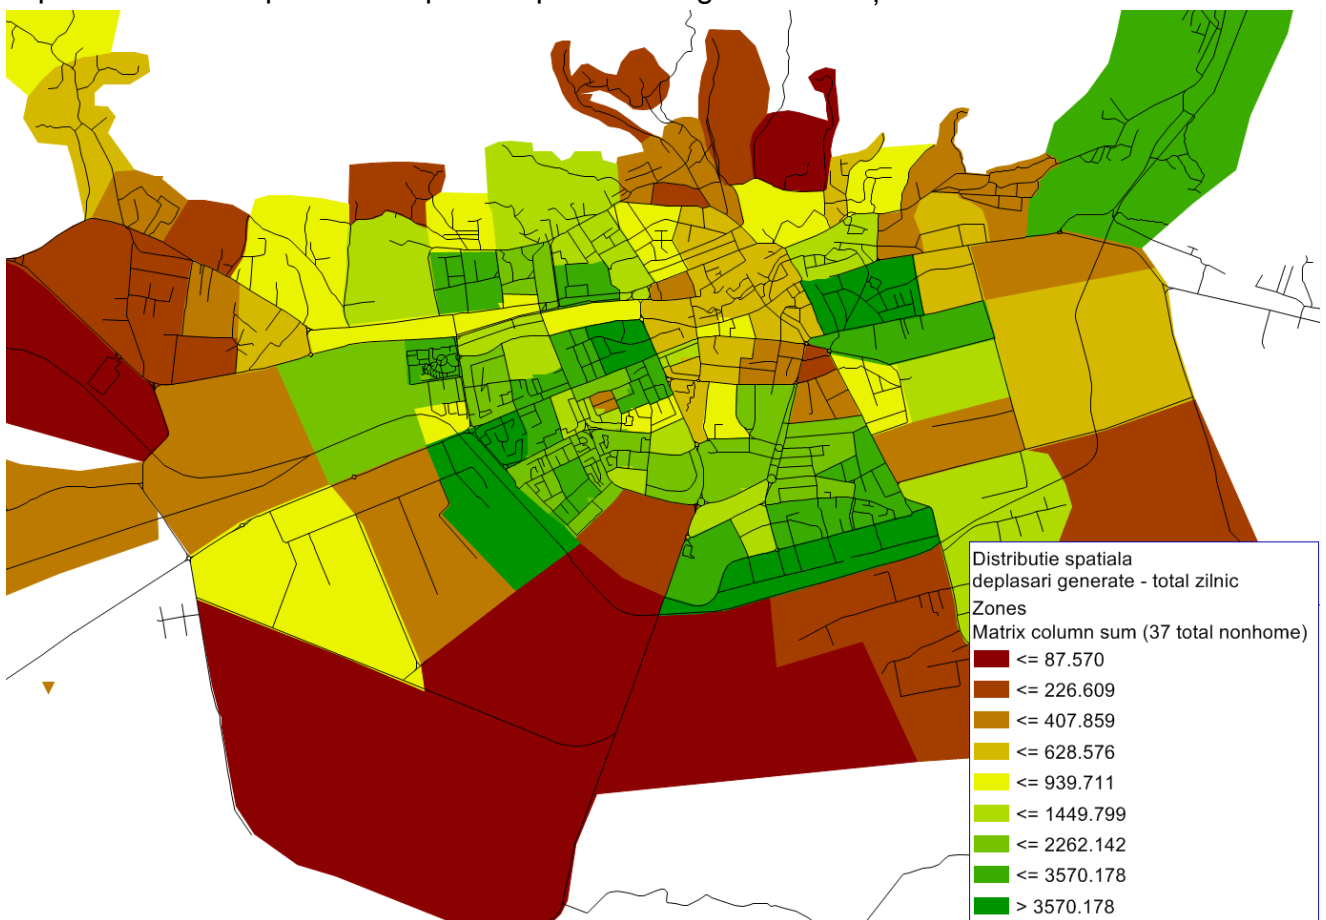 Distributie spatiala
deplasari generate - total zilnic
Zones
Matrix column sum (37 total nonhome)
<= 87.570
<= 226.609
<= 407.859
<= 628.576
<= 939.711
<= 1449.799
<= 2262.142
<= 3570.178
> 3570.178